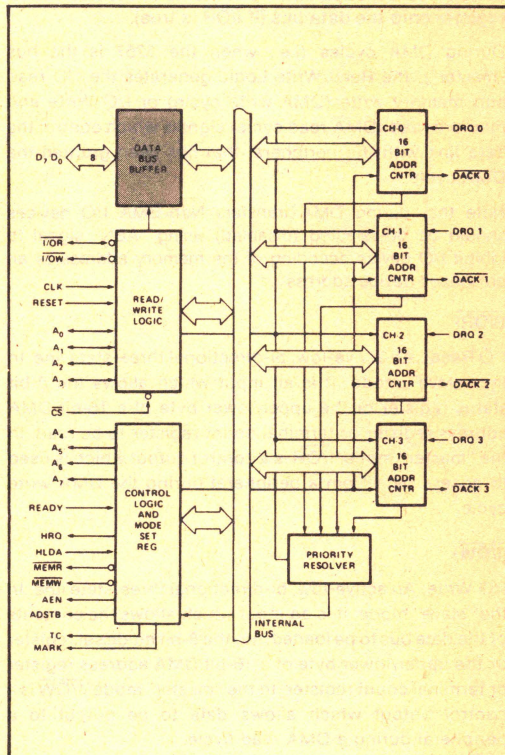 D₇ D₀
8
DATA
BUS
BUFFER
I/OR
I/OW
CLK
RESET
A₀
A₁
A₂
A₃
CS
READ/
WRITE
LOGIC
A₄
A₅
A₆
A₇
READY
HRQ
HLDA
MEMR
MEMW
AEN
ADSTB
TC
MARK
CONTROL
LOGIC
AND
MODE
SET
REG
INTERNAL
BUS
CH-0
16
BIT
ADDR
CNTR
DRQ 0
DACK 0
CH-1
16
BIT
ADDR
CNTR
DRQ 1
DACK 1
CH-2
16
BIT
ADDR
CNTR
DRQ 2
DACK 2
CH-3
16
BIT
ADDR
CNTR
DRQ 3
DACK 3
PRIORITY
RESOLVER